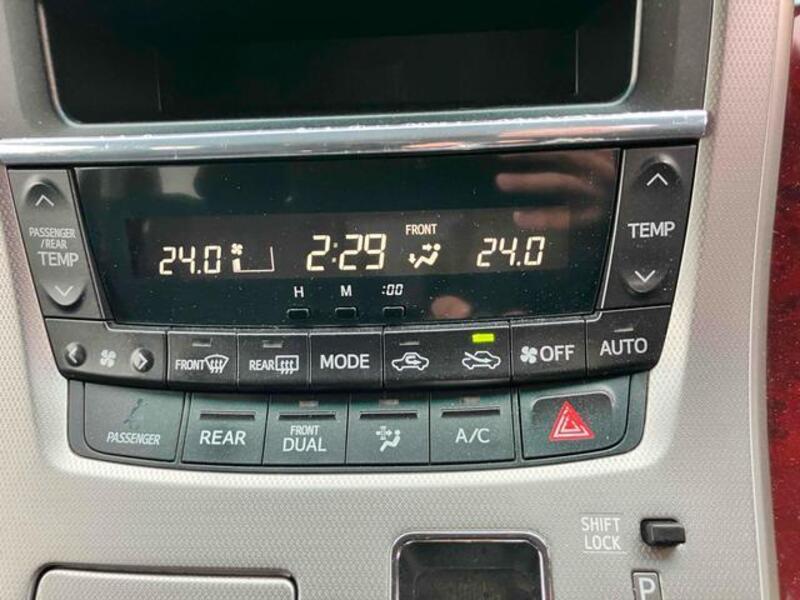 PASSENGER
/REAR
TEMP
24.0
2:29
FRONT
24.0
TEMP
H M :00
FRONT
REAR
MODE
OFF
AUTO
PASSENGER
REAR
FRONT
DUAL
A/C
SHIFT
LOCK
P